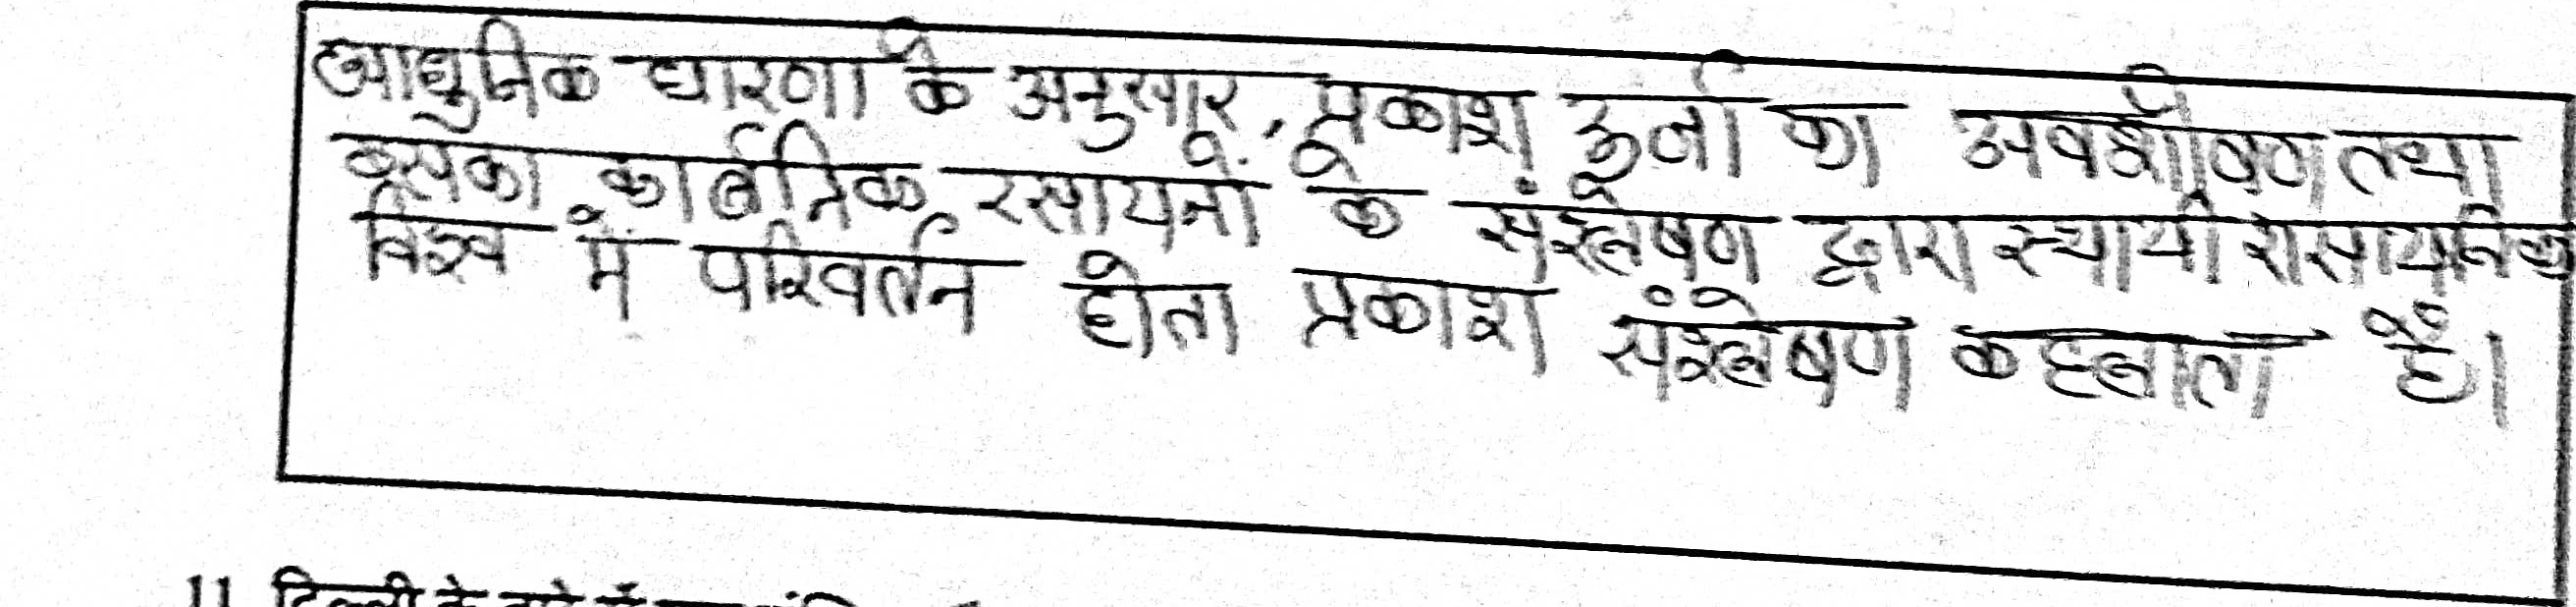 आधुनिक धारणा के अनुसार, प्रकाश ऊर्जा का अवशोषण तथा
इसका कार्बनिक रसायनों के संश्लेषण द्वारा स्थायी रासायनिक
विश्व में परिवर्तन होता प्रकाश संश्लेषण कहलाता है।
11 दिल्ली के बारे में